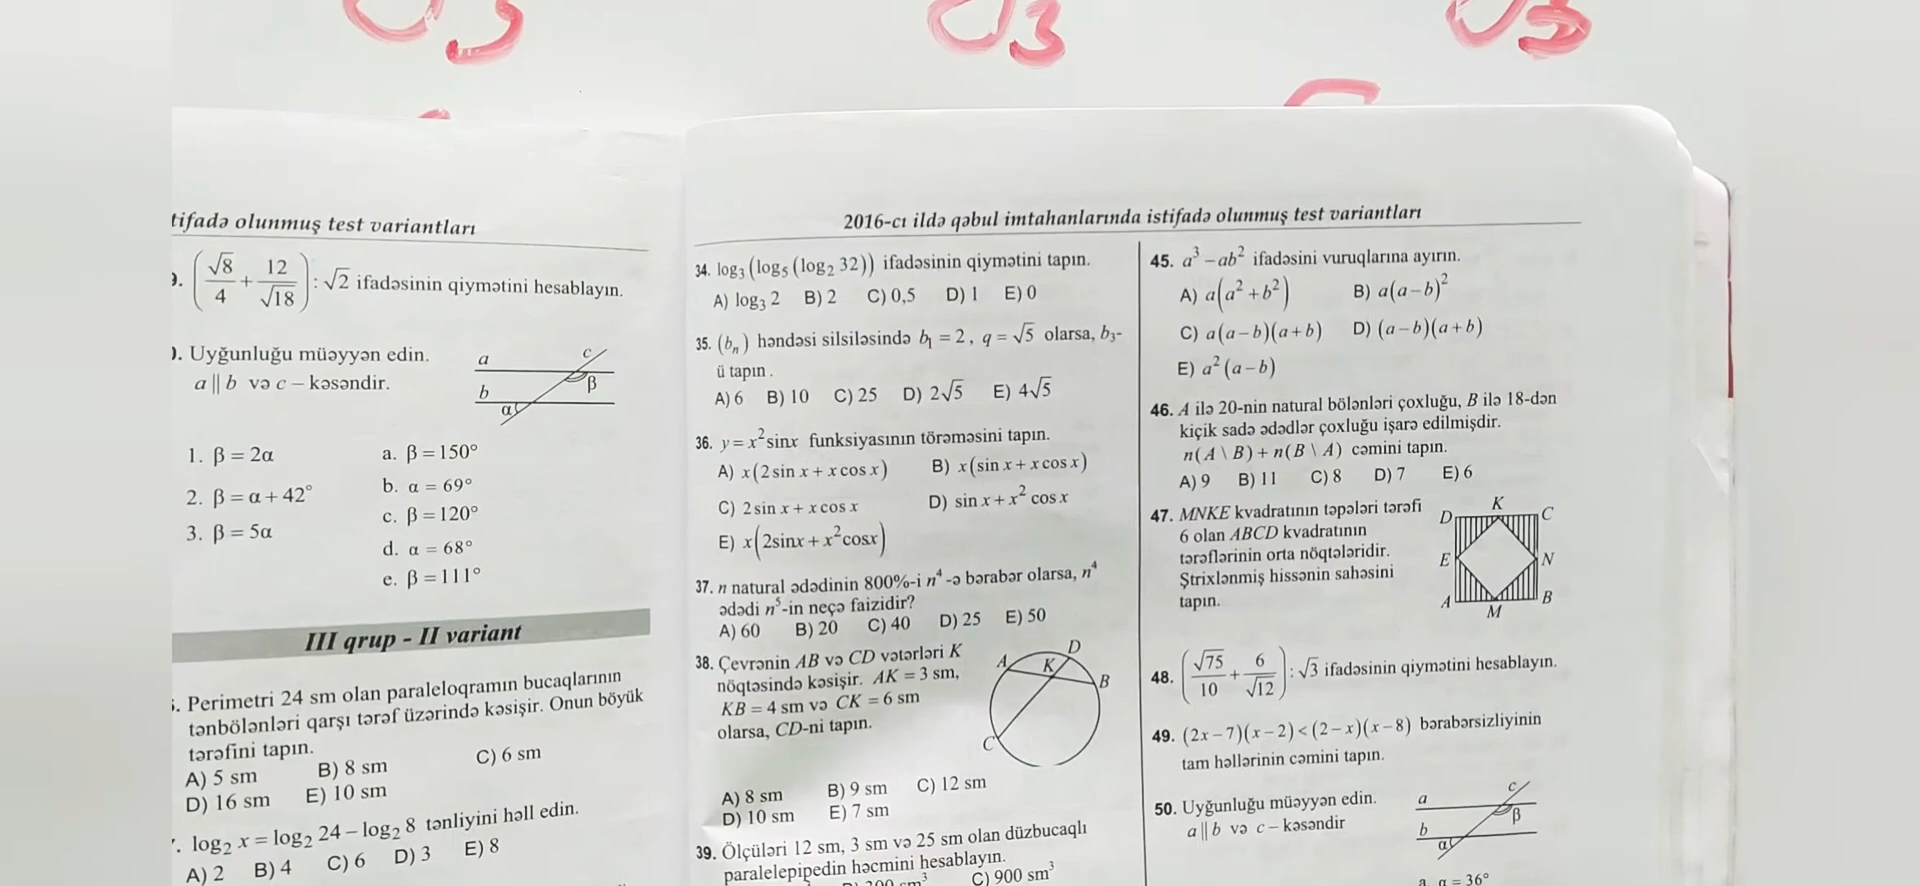 tifadə olunmuş test variantları
9. (√8/4 + 12/√18) : √2 ifadəsinin qiymətini hesablayın.
). Uyğunluğu müəyyən edin.
a || b və c – kəsəndir.
a
c
b
β
α
1. β = 2α
2. β = α + 42°
3. β = 5α
a. β = 150°
b. α = 69°
c. β = 120°
d. α = 68°
e. β = 111°
III qrup - II variant
. Perimetri 24 sm olan paraleloqramın bucaqlarının
tənbölənləri qarşı tərəf üzərində kəsişir. Onun böyük
tərəfini tapın.
A) 5 sm B) 8 sm C) 6 sm
D) 16 sm E) 10 sm
. log₂ x = log₂ 24 – log₂ 8 tənliyini həll edin.
A) 2 B) 4 C) 6 D) 3 E) 8
2016-cı ildə qəbul imtahanlarında istifadə olunmuş test variantları
34. log₃ (log₅ (log₂ 32)) ifadəsinin qiymətini tapın.
A) log₃ 2 B) 2 C) 0,5 D) 1 E) 0
35. (bₙ) həndəsi silsiləsində b₁ = 2, q = √5 olarsa, b₃-
ü tapın.
A) 6 B) 10 C) 25 D) 2√5 E) 4√5
36. y = x² sinx funksiyasının törəməsini tapın.
A) x(2 sin x + x cos x) B) x(sin x + x cos x)
C) 2 sin x + x cos x D) sin x + x² cos x
E) x(2sinx + x²cosx)
37. n natural ədədinin 800%-i n⁴-ə bərabər olarsa, n⁴
ədədi n⁵-in neçə faizidir?
A) 60 B) 20 C) 40 D) 25 E) 50
38. Çevrənin AB və CD vətərləri K
nöqtəsində kəsişir. AK = 3 sm,
KB = 4 sm və CK = 6 sm
olarsa, CD-ni tapın.
A
K
D
B
C
A) 8 sm B) 9 sm C) 12 sm
D) 10 sm E) 7 sm
39. Ölçüləri 12 sm, 3 sm və 25 sm olan düzbucaqlı
paralelepipedin həcmini hesablayın.
C) 900 sm³
45. a³ – ab² ifadəsini vuruqlarına ayırın.
A) a(a² + b²) B) a(a – b)²
C) a(a – b)(a + b) D) (a – b)(a + b)
E) a²(a – b)
46. A ilə 20-nin natural bölənləri çoxluğu, B ilə 18-dən
kiçik sadə ədədlər çoxluğu işarə edilmişdir.
n(A \ B) + n(B \ A) cəmini tapın.
A) 9 B) 11 C) 8 D) 7 E) 6
47. MNKE kvadratının təpələri tərəfi
6 olan ABCD kvadratının
tərəflərinin orta nöqtələridir.
Ştrixlənmiş hissənin sahəsini
tapın.
D K C
E N
A M B
48. (√75/10 + 6/√12) : √3 ifadəsinin qiymətini hesablayın.
49. (2x – 7)(x – 2) < (2 – x)(x – 8) bərabərsizliyinin
tam həllərinin cəmini tapın.
50. Uyğunluğu müəyyən edin.
a || b və c – kəsəndir
a
c
b
β
α
a. α = 36°